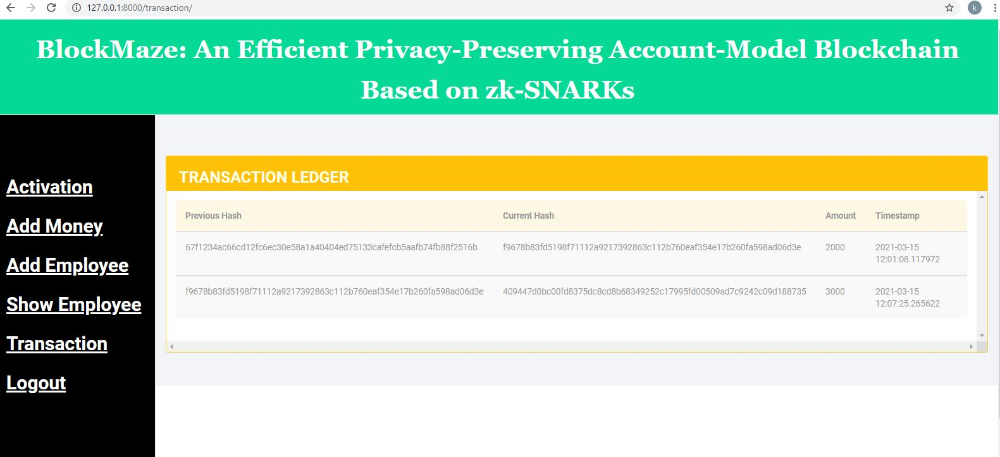 127.0.0.1:8000/transaction/
k
BlockMaze: An Efficient Privacy-Preserving Account-Model Blockchain
Based on zk-SNARKs
Activation
Add Money
Add Employee
Show Employee
Transaction
Logout
TRANSACTION LEDGER
Previous Hash Current Hash Amount Timestamp
67f1234ac66cd12fc6ec30e58a1a40404ed75133cafefcb5aafb74fb88f2516b f9678b83fd5198f71112a9217392863c112b760eaf354e17b260fa598ad06d3e 2000 2021-03-15
12:01:08.117972
f9678b83fd5198f71112a9217392863c112b760eaf354e17b260fa598ad06d3e 409447d0bc00fd8375dc8cd8b68349252c17995fd00509ad7c9242c09d188735 3000 2021-03-15
12:07:25.265622